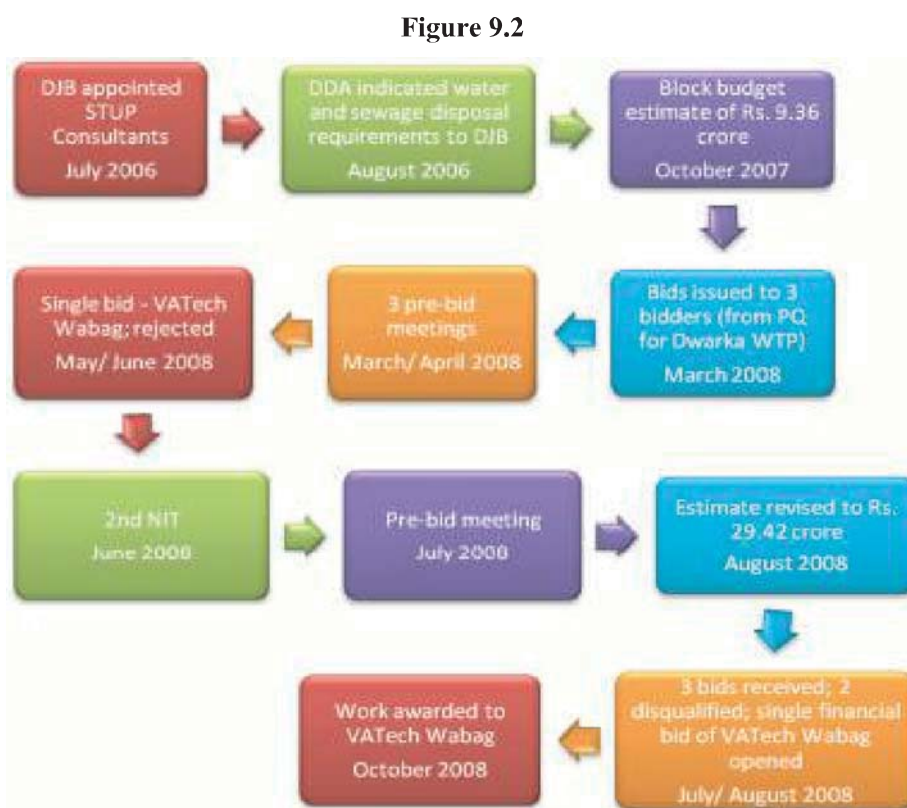 Figure 9.2
DJB appointed
STUP
Consultants
July 2006
DDA indicated water
and sewage disposal
requirements to DJB
August 2006
Block budget
estimate of Rs. 9.36
crore
October 2007
Bids issued to 3
bidders (from PQ
for Dwarka WTP)
March 2008
3 pre-bid
meetings
March/ April 2008
Single bid - VATech
Wabag; rejected
May/ June 2008
2nd NIT
June 2008
Pre-bid meeting
July 2008
Estimate revised to Rs.
29.42 crore
August 2008
3 bids received; 2
disqualified; single financial
bid of VATech Wabag
opened
July/ August 2008
Work awarded to
VATech Wabag
October 2008